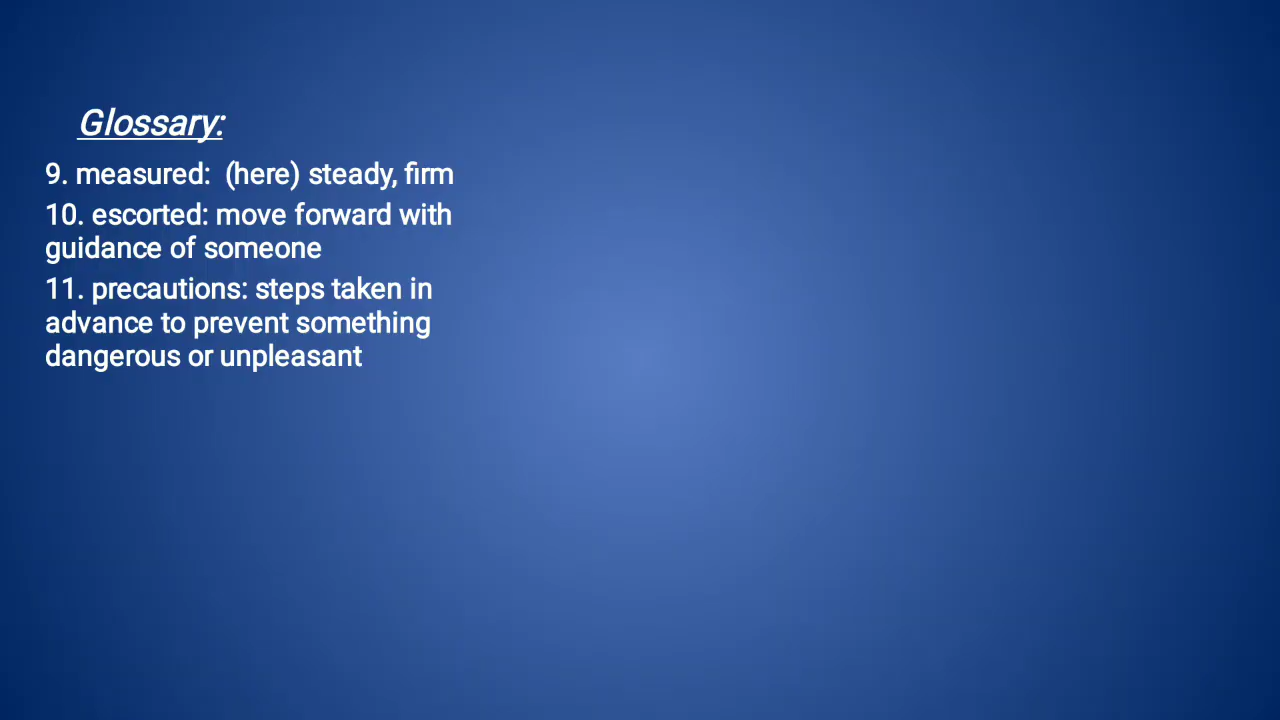 Glossary:
9. measured:  (here) steady, firm
10. escorted: move forward with
guidance of someone
11. precautions: steps taken in
advance to prevent something
dangerous or unpleasant